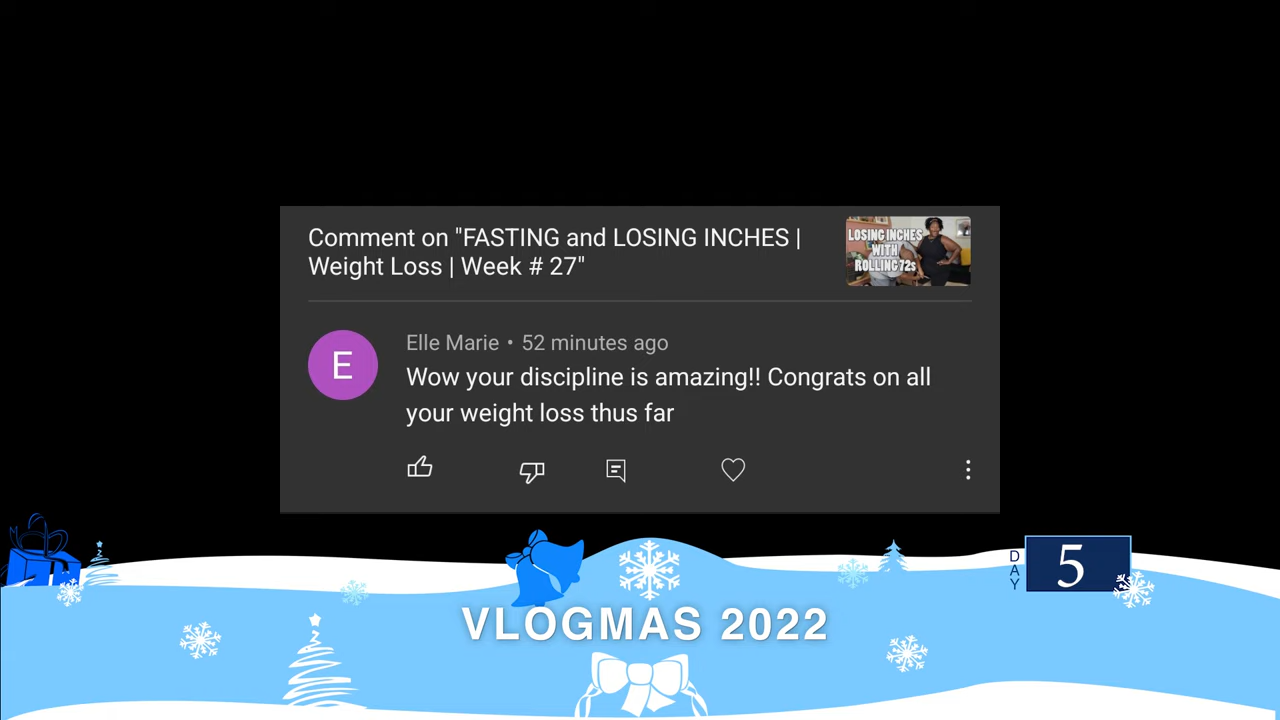 Comment on "FASTING and LOSING INCHES |
Weight Loss | Week # 27"
LOSING INCHES
WITH
ROLLING 72s
E
Elle Marie • 52 minutes ago
Wow your discipline is amazing!! Congrats on all
your weight loss thus far
DAY
5
VLOGMAS 2022